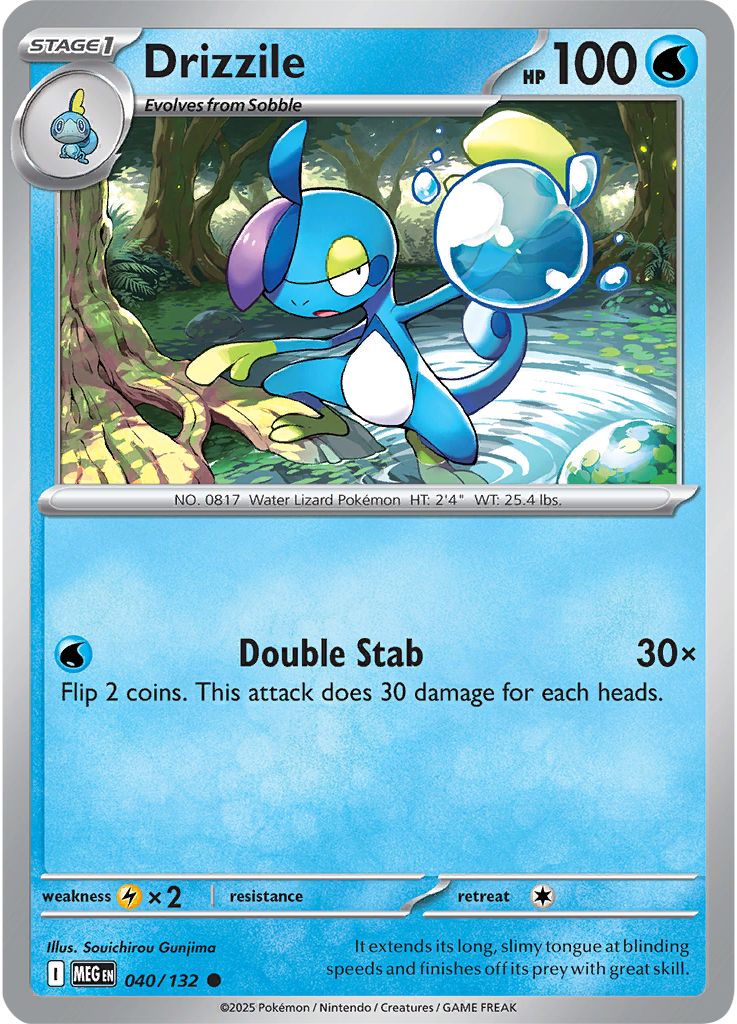 STAGE1
Drizzile
HP 100
Evolves from Sobble
NO. 0817 Water Lizard Pokémon HT: 2'4" WT: 25.4 lbs.
Double Stab 30×
Flip 2 coins. This attack does 30 damage for each heads.
weakness ×2 resistance retreat
Illus. Souichirou Gunjima
It extends its long, slimy tongue at blinding
speeds and finishes off its prey with great skill.
I MEG EN 040/132
©2025 Pokémon / Nintendo / Creatures / GAME FREAK